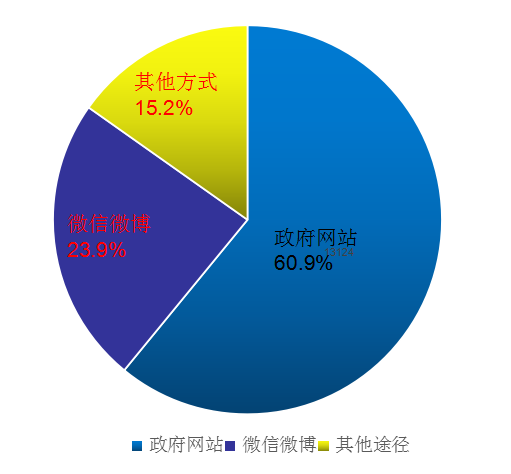 其他方式
15.2%
微信微博
23.9%
政府网站
13124
60.9%
政府网站 微信微博 其他途径